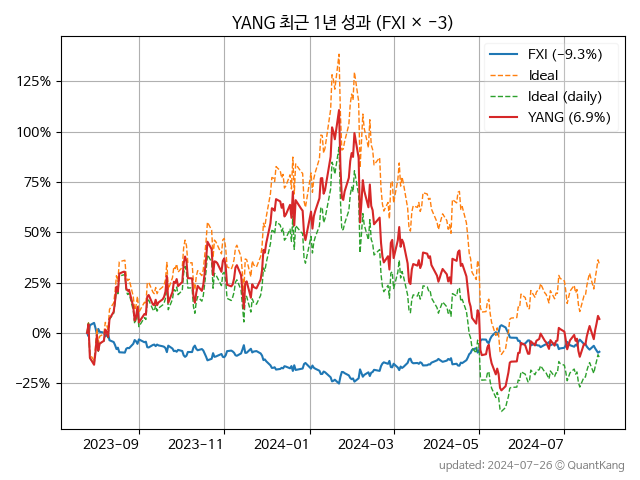 YANG 최근 1년 성과 (FXI × −3)
FXI (−9.3%)
Ideal
Ideal (daily)
YANG (6.9%)
125%
100%
75%
50%
25%
0%
−25%
2023−09
2023−11
2024−01
2024−03
2024−05
2024−07
updated: 2024-07-26 © QuantKang